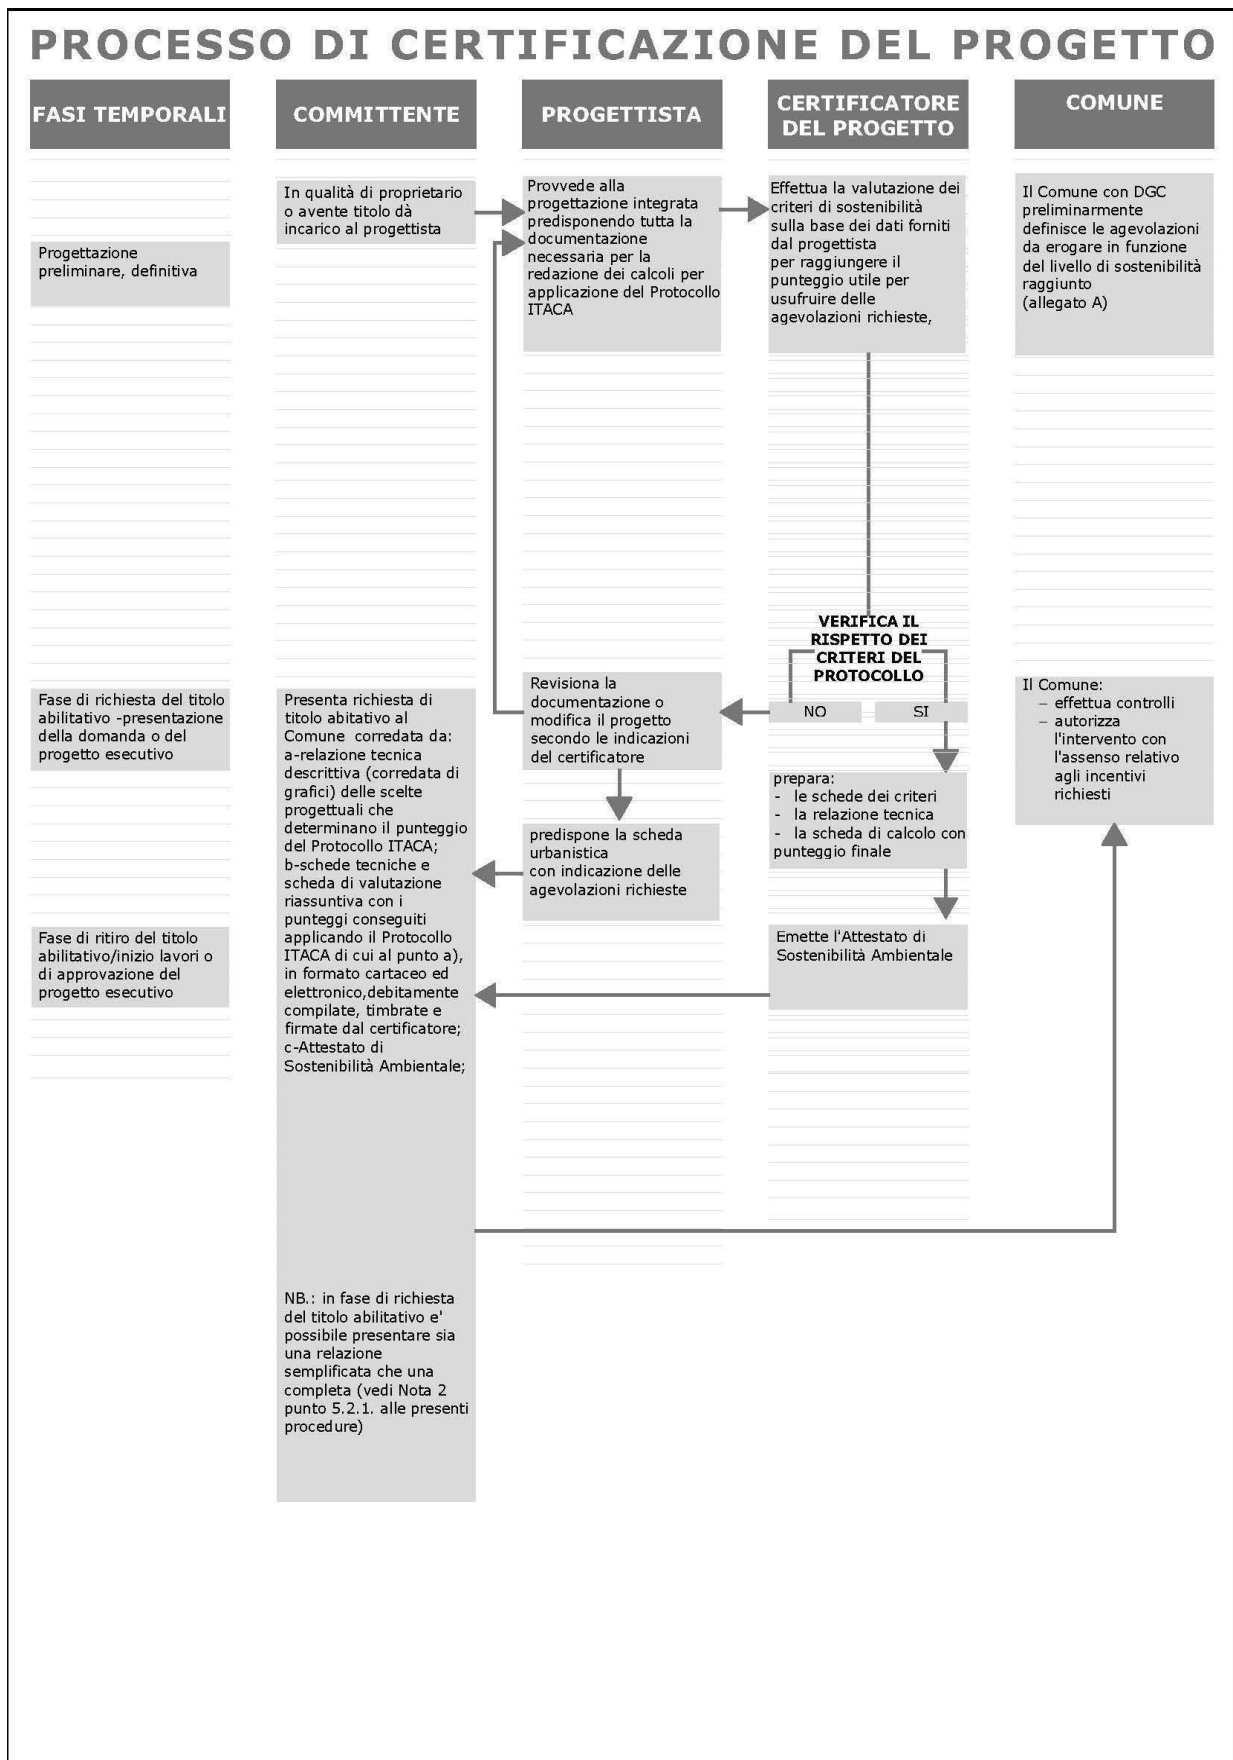 PROCESSO DI CERTIFICAZIONE DEL PROGETTO
FASI TEMPORALI
COMMITTENTE
PROGETTISTA
CERTIFICATORE
DEL PROGETTO
COMUNE
In qualità di proprietario
o avente titolo dà
incarico al progettista
Provvede alla
progettazione integrata
predisponendo tutta la
documentazione
necessaria per la
redazione dei calcoli per
applicazione del Protocollo
ITACA
Effettua la valutazione dei
criteri di sostenibilità
sulla base dei dati forniti
dal progettista
per raggiungere il
punteggio utile per
usufruire delle
agevolazioni richieste,
Il Comune con DGC
preliminarmente
definisce le agevolazioni
da erogare in funzione
del livello di sostenibilità
raggiunto
(allegato A)
Progettazione
preliminare, definitiva
VERIFICA IL
RISPETTO DEI
CRITERI DEL
PROTOCOLLO
NO
SI
Fase di richiesta del titolo
abilitativo -presentazione
della domanda o del
progetto esecutivo
Presenta richiesta di
titolo abitativo al
Comune corredata da:
a-relazione tecnica
descrittiva (corredata di
grafici) delle scelte
progettuali che
determinano il punteggio
del Protocollo ITACA;
b-schede tecniche e
scheda di valutazione
riassuntiva con i
punteggi conseguiti
applicando il Protocollo
ITACA di cui al punto a),
in formato cartaceo ed
elettronico,debitamente
compilate, timbrate e
firmate dal certificatore;
c-Attestato di
Sostenibilità Ambientale;
Revisiona la
documentazione o
modifica il progetto
secondo le indicazioni
del certificatore
Il Comune:
– effettua controlli
– autorizza
l'intervento con
l'assenso relativo
agli incentivi
richiesti
prepara:
- le schede dei criteri
- la relazione tecnica
- la scheda di calcolo con
punteggio finale
predispone la scheda
urbanistica
con indicazione delle
agevolazioni richieste
Fase di ritiro del titolo
abilitativo/inizio lavori o
di approvazione del
progetto esecutivo
Emette l'Attestato di
Sostenibilità Ambientale
NB.: in fase di richiesta
del titolo abilitativo e'
possibile presentare sia
una relazione
semplificata che una
completa (vedi Nota 2
punto 5.2.1. alle presenti
procedure)